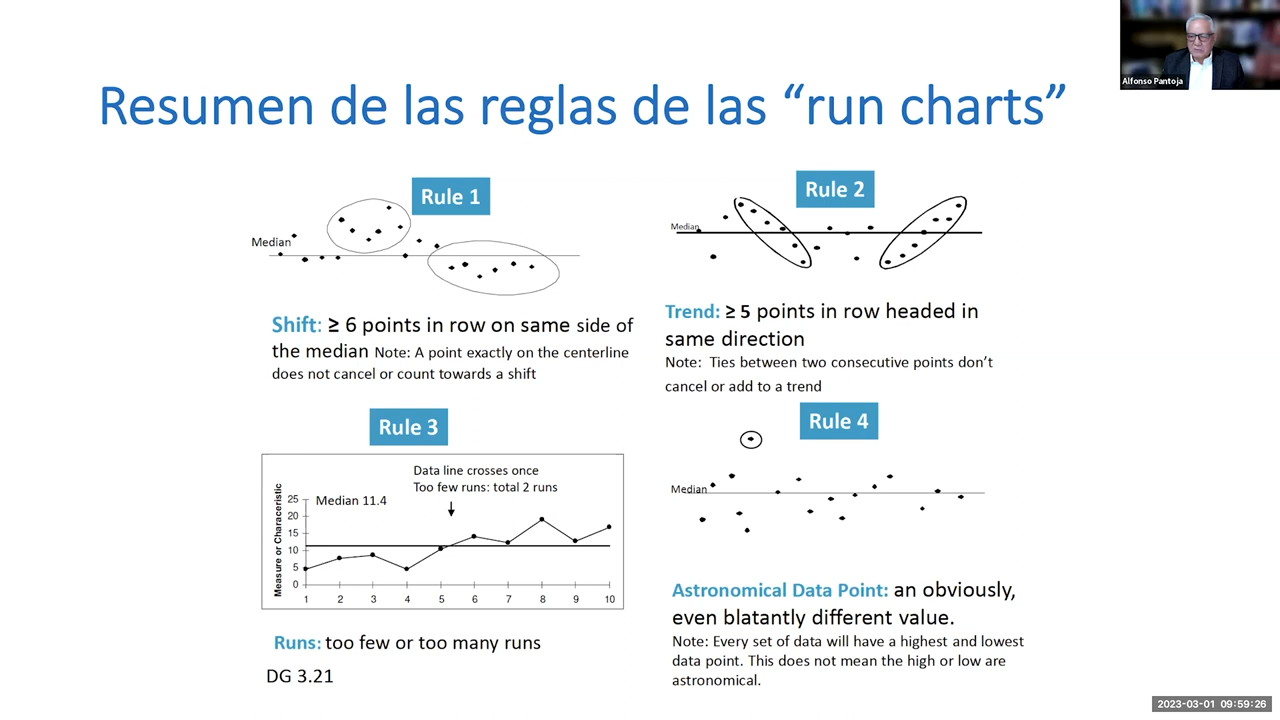 Alfonso Pantoja
Resumen de las reglas de las “run charts”
Rule 1
Median
Shift: ≥ 6 points in row on same side of
the median Note: A point exactly on the centerline
does not cancel or count towards a shift
Rule 2
Median
Trend: ≥ 5 points in row headed in
same direction
Note: Ties between two consecutive points don’t
cancel or add to a trend
Rule 3
Data line crosses once
Too few runs: total 2 runs
Median 11.4
Measure or Characeristic
25
20
15
10
5
0
1 2 3 4 5 6 7 8 9 10
Runs: too few or too many runs
DG 3.21
Rule 4
Median
Astronomical Data Point: an obviously,
even blatantly different value.
Note: Every set of data will have a highest and lowest
data point. This does not mean the high or low are
astronomical.
2023-03-01 09:59:26